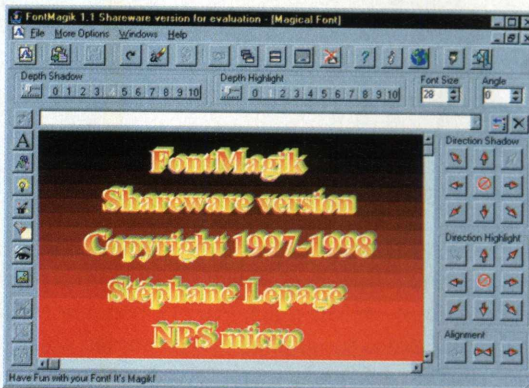 FontMagik 1.1 Shareware version for evaluation - [Magical Font]
File More Options Windows Help
Depth Shadow
0 1 2 3 4 5 6 7 8 9 10
Depth Highlight
0 1 2 3 4 5 6 7 8 9 10
Font Size
28
Angle
0
FontMagik
Shareware version
Copyright 1997-1998
Stéphane Lepage
NPS micro
Direction Shadow
Direction Highlight
Alignment
Have Fun with your Font! It's Magik!